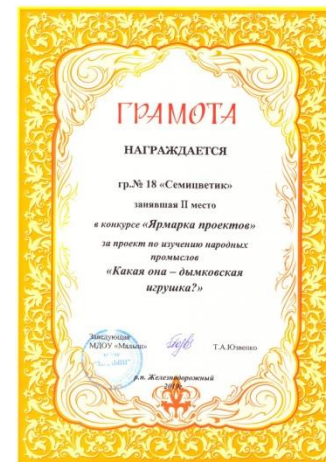 ГРАМОТА
НАГРАЖДАЕТСЯ
гр.№ 18 «Семицветик»
занявшая II место
в конкурсе «Ярмарка проектов»
за проект по изучению народных
промыслов
«Какая она – дымковская
игрушка?»
Заведующая
МДОУ «Малыш»
Т.А.Юзвенко
р.п. Железнодорожный